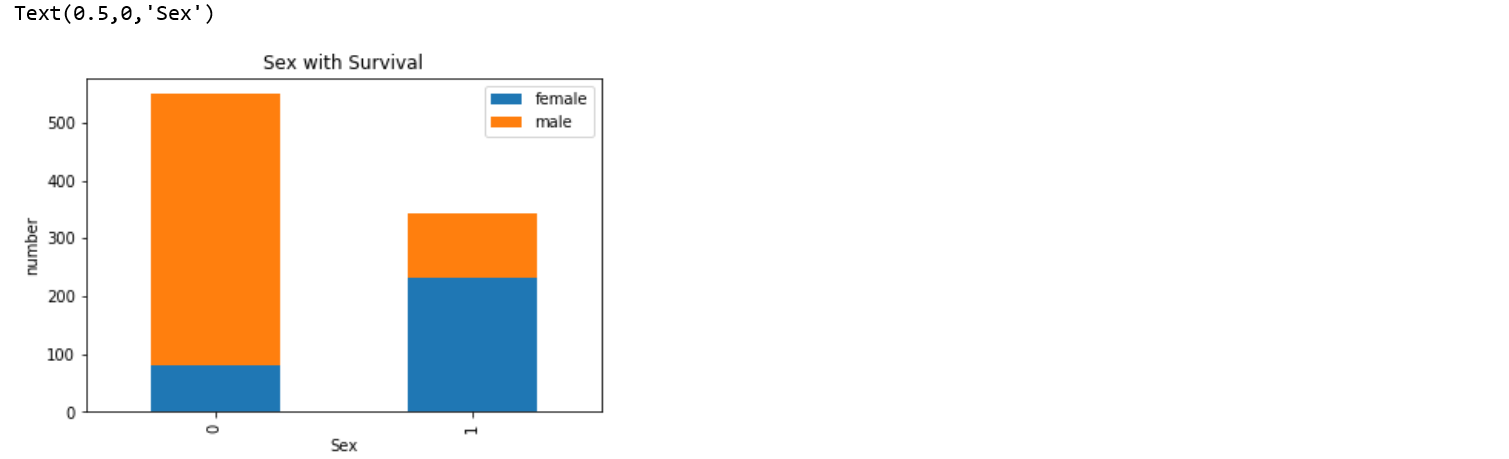 Text(0.5,0,'Sex')
Sex with Survival
female
male
500
400
300
200
100
0
number
0
1
Sex